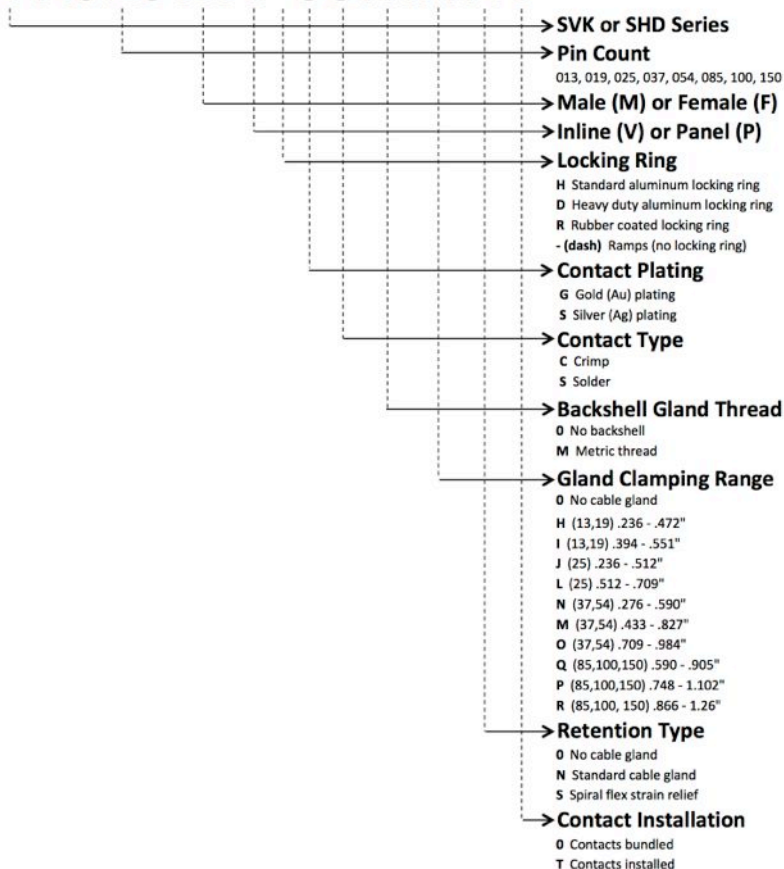 SVK or SHD Series
Pin Count
013, 019, 025, 037, 054, 085, 100, 150
Male (M) or Female (F)
Inline (V) or Panel (P)
Locking Ring
H Standard aluminum locking ring
D Heavy duty aluminum locking ring
R Rubber coated locking ring
- (dash) Ramps (no locking ring)
Contact Plating
G Gold (Au) plating
S Silver (Ag) plating
Contact Type
C Crimp
S Solder
Backshell Gland Thread
0 No backshell
M Metric thread
Gland Clamping Range
0 No cable gland
H (13,19) .236 - .472"
I (13,19) .394 - .551"
J (25) .236 - .512"
L (25) .512 - .709"
N (37,54) .276 - .590"
M (37,54) .433 - .827"
O (37,54) .709 - .984"
Q (85,100,150) .590 - .905"
P (85,100,150) .748 - 1.102"
R (85,100, 150) .866 - 1.26"
Retention Type
0 No cable gland
N Standard cable gland
S Spiral flex strain relief
Contact Installation
0 Contacts bundled
T Contacts installed